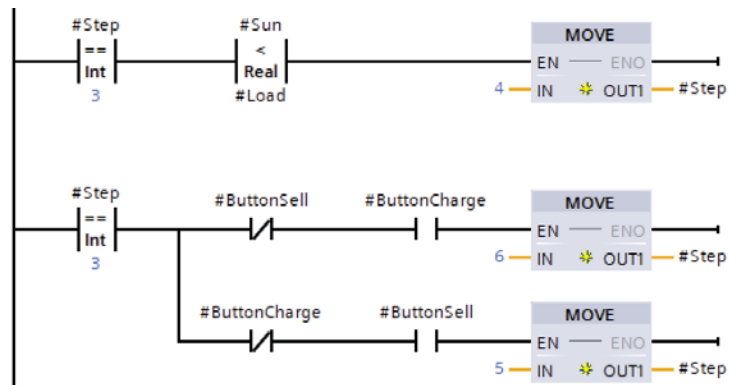 #Step #Sun
== < MOVE
Int Real EN ENO
3 #Load 4 IN OUT1 #Step
#Step #ButtonSell #ButtonCharge
== MOVE
Int EN ENO
3 6 IN OUT1 #Step
#ButtonCharge #ButtonSell
MOVE
EN ENO
5 IN OUT1 #Step